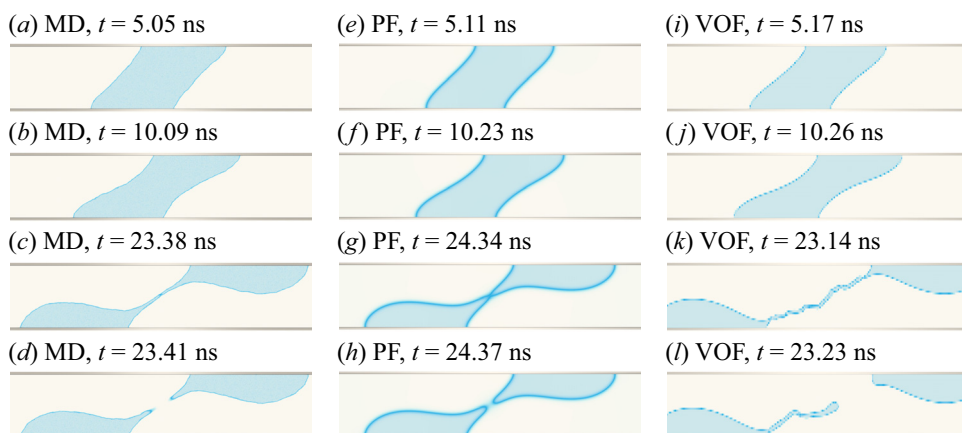 (a) MD, t = 5.05 ns
(e) PF, t = 5.11 ns
(i) VOF, t = 5.17 ns
(b) MD, t = 10.09 ns
(f) PF, t = 10.23 ns
(j) VOF, t = 10.26 ns
(c) MD, t = 23.38 ns
(g) PF, t = 24.34 ns
(k) VOF, t = 23.14 ns
(d) MD, t = 23.41 ns
(h) PF, t = 24.37 ns
(l) VOF, t = 23.23 ns